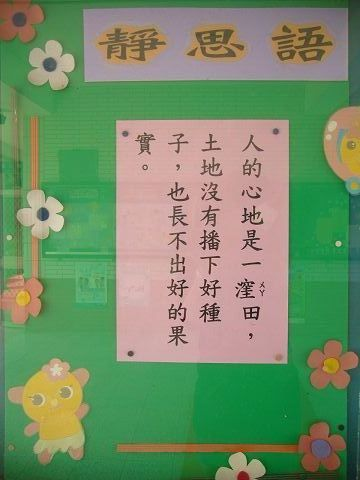 靜思語
人的心地是一窪田，
ㄨㄚ
土地沒有播下好種
子，也長不出好的果
實。